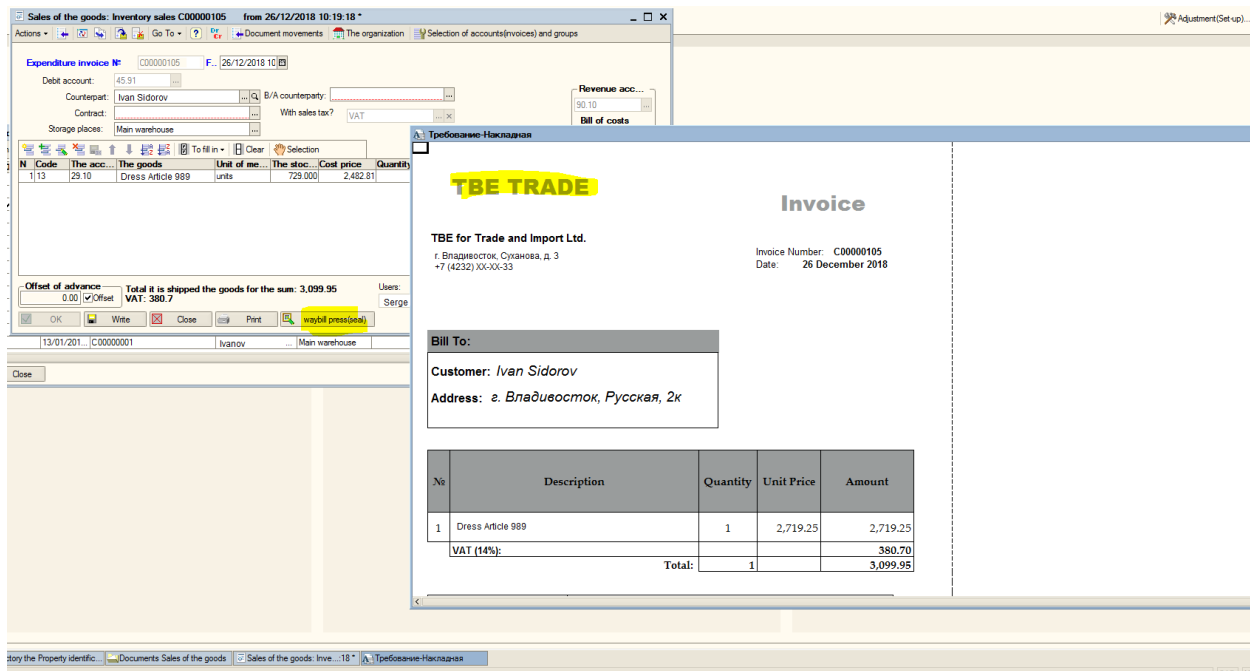 Sales of the goods: Inventory sales C00000105 from 26/12/2018 10:19:18 *
Adjustment(Set-up)...
Actions Go To ? Dr Cr Document movements The organization Selection of accounts(invoices) and groups
Expenditure invoice № C00000105 F... 26/12/2018 10
Debit account: 45.91 ...
Revenue acc...
Counterpart: Ivan Sidorov ... B/A counterparty: ...
90.10 ...
Contract: ... With sales tax? VAT ... x
Bill of costs
Storage places: Main warehouse ...
To fill in Clear Selection
N Code The acc... The goods Unit of me... The stoc... Cost price Quantity
1 13 29.10 Dress Article 989 units 729.000 2,482.81
Offset of advance
0.00 Offset
Total it is shipped the goods for the sum: 3,099.95
VAT: 380.7
Users:
Serge
OK Write Close Print waybill press(seal)
13/01/201... C00000001 Ivanov ... Main warehouse
Close
Требование-Накладная
TBE TRADE
Invoice
TBE for Trade and Import Ltd.
г. Владивосток, Суханова, д. 3
+7 (4232) XX-XX-33
Invoice Number: C00000105
Date: 26 December 2018
Bill To:
Customer: Ivan Sidorov
Address: г. Владивосток, Русская, 2к
№ Description Quantity Unit Price Amount
1 Dress Article 989 1 2,719.25 2,719.25
VAT (14%): 380.70
Total: 1 3,099.95
tory the Property identific... Documents Sales of the goods Sales of the goods: Inve...:18 * Требование-Накладная